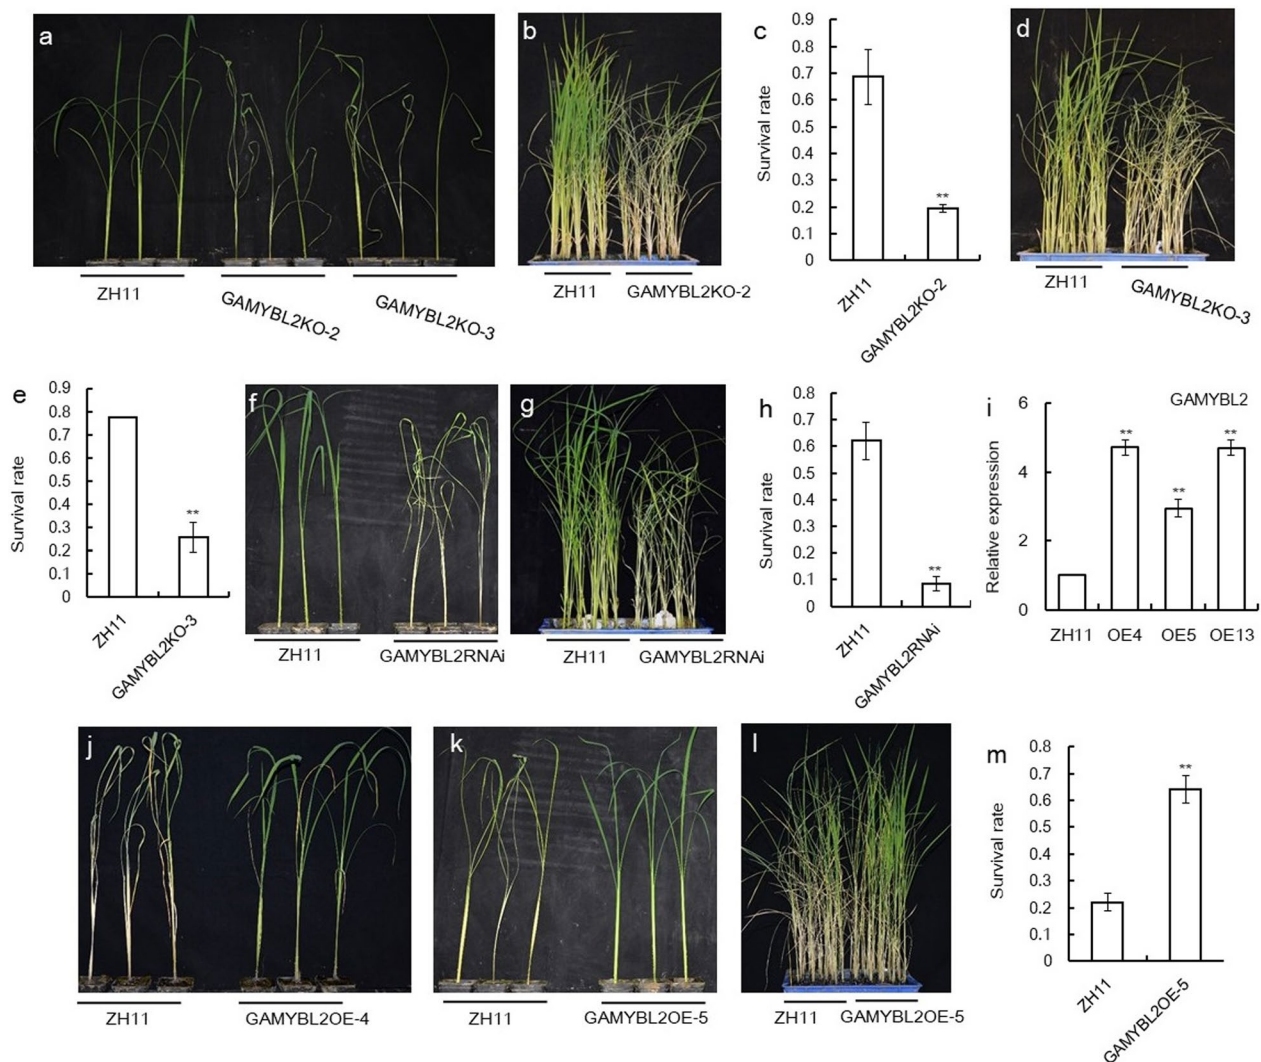 a
ZH11
GAMYBL2KO-2
GAMYBL2KO-3
b
ZH11
GAMYBL2KO-2
c
Survival rate
0.9
0.8
0.7
0.6
0.5
0.4
0.3
0.2
0.1
0
**
ZH11
GAMYBL2KO-2
d
ZH11
GAMYBL2KO-3
e
Survival rate
0.9
0.8
0.7
0.6
0.5
0.4
0.3
0.2
0.1
0
**
ZH11
GAMYBL2KO-3
f
ZH11
GAMYBL2RNAi
g
ZH11
GAMYBL2RNAi
h
Survival rate
0.8
0.7
0.6
0.5
0.4
0.3
0.2
0.1
0
**
ZH11
GAMYBL2RNAi
i
GAMYBL2
Relative expression
6
4
2
0
**
**
**
ZH11 OE4 OE5 OE13
j
ZH11
GAMYBL2OE-4
k
ZH11
GAMYBL2OE-5
l
ZH11
GAMYBL2OE-5
m
Survival rate
0.8
0.7
0.6
0.5
0.4
0.3
0.2
0.1
0
**
ZH11
GAMYBL2OE-5